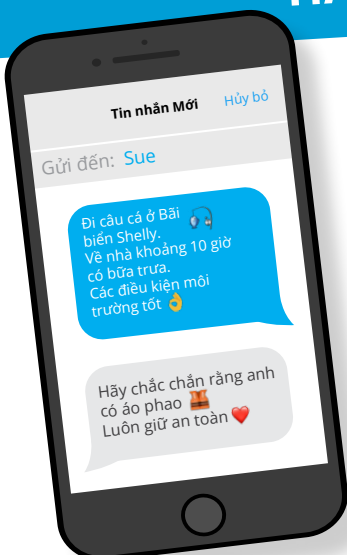 Tin nhắn Mới Hủy bỏ
Gửi đến: Sue
Đi câu cá ở Bãi 🎣
biển Shelly.
Về nhà khoảng 10 giờ
có bữa trưa.
Các điều kiện môi
trường tốt 👌
Hãy chắc chắn rằng anh
có áo phao 🦺
Luôn giữ an toàn ❤️